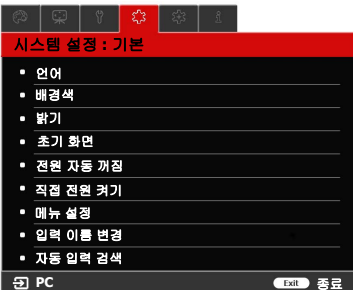 시스템 설정 : 기본
언어
배경색
밝기
초기 화면
전원 자동 꺼짐
직접 전원 켜기
메뉴 설정
입력 이름 변경
자동 입력 검색
PC
Exit 종료